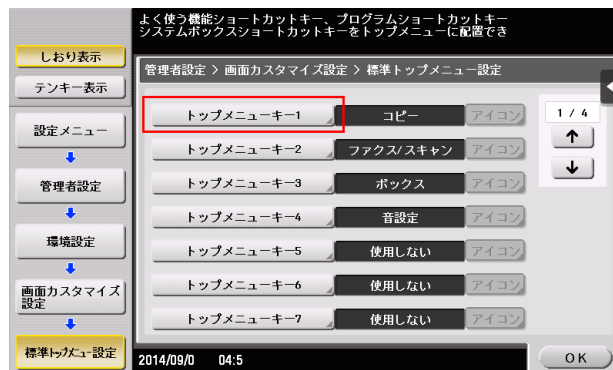 よく使う機能ショートカットキー、プログラムショートカットキー
システムボックスショートカットキーをトップメニューに配置でき
しおり表示
テンキー表示
設定メニュー
管理者設定
環境設定
画面カスタマイズ
設定
標準トップメニュー設定
管理者設定 > 画面カスタマイズ設定 > 標準トップメニュー設定
トップメニューキー1 コピー アイコン
トップメニューキー2 ファクス/スキャン アイコン
トップメニューキー3 ボックス アイコン
トップメニューキー4 音設定 アイコン
トップメニューキー5 使用しない アイコン
トップメニューキー6 使用しない アイコン
トップメニューキー7 使用しない アイコン
1 / 4
↑
↓
2014/09/0 04:5
OK